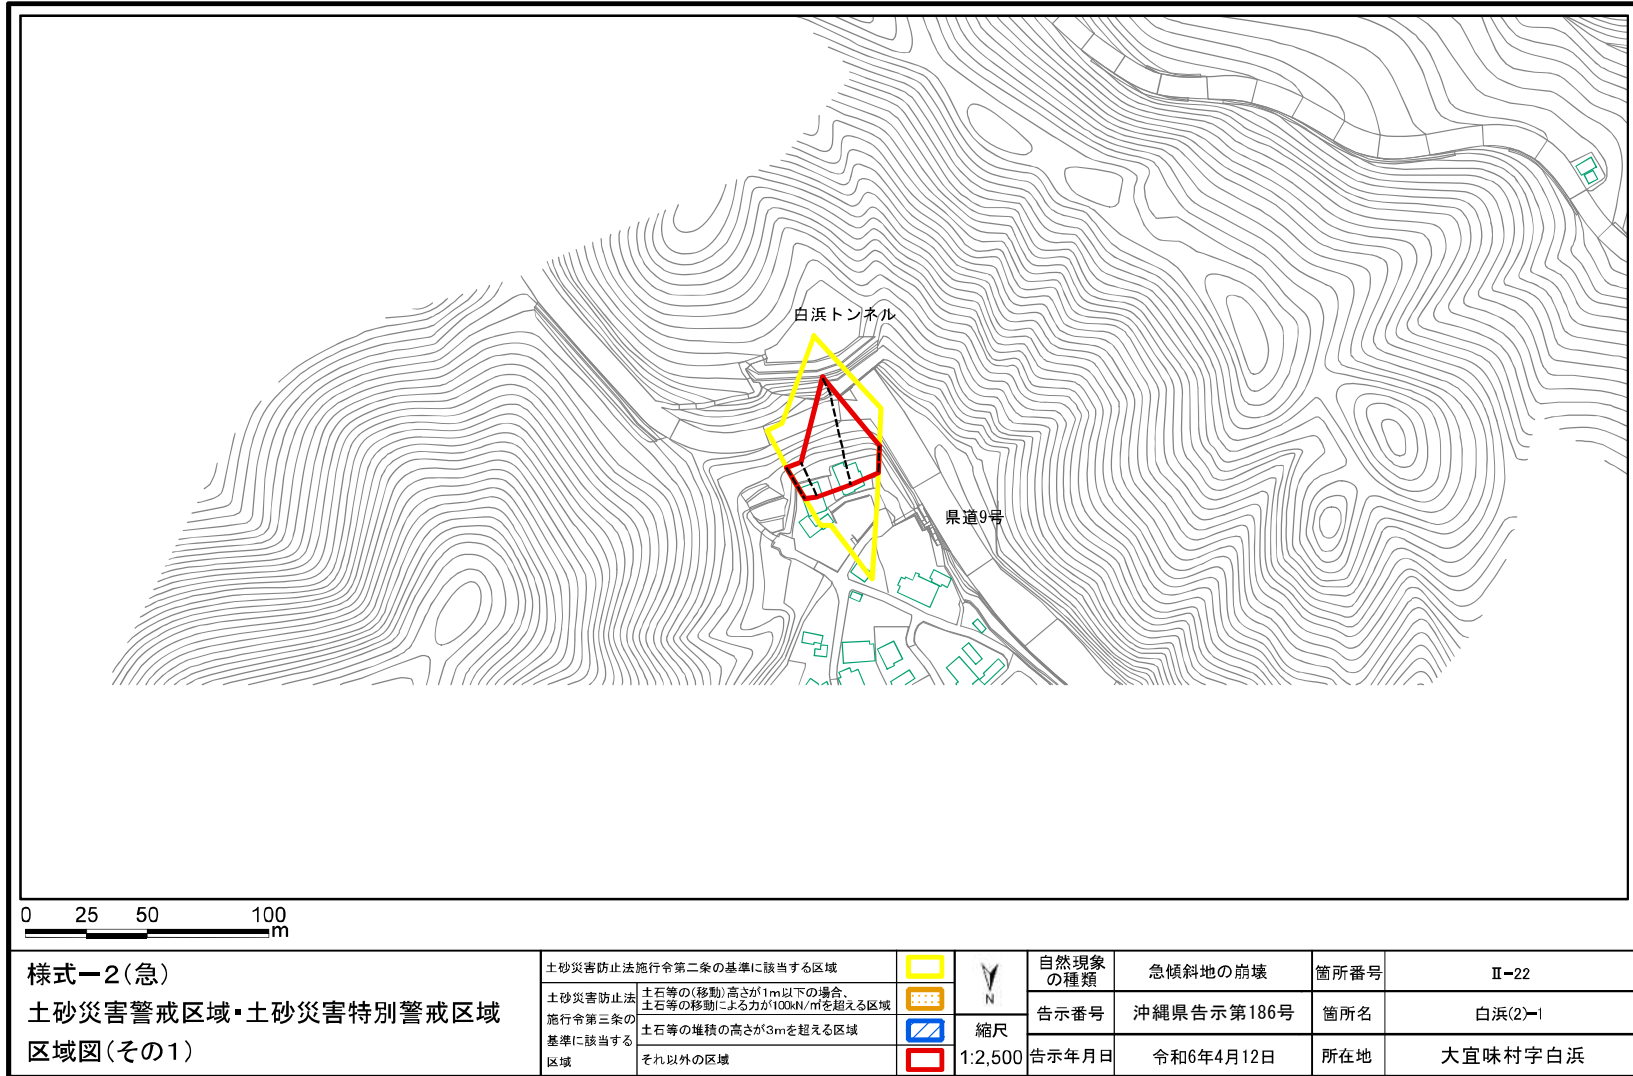 白浜トンネル
県道9号
0 25 50 100
m
様式ー2(急)
土砂災害警戒区域・土砂災害特別警戒区域
区域図(その1)
土砂災害防止法施行令第二条の基準に該当する区域
土砂災害防止法
施行令第三条の
基準に該当する
区域
土石等の(移動)高さが1m以下の場合、
土石等の移動による力が100kN/㎡を超える区域
土石等の堆積の高さが3mを超える区域
それ以外の区域
N
縮尺
1:2,500
自然現象
の種類
急傾斜地の崩壊
箇所番号
Ⅱ-22
告示番号
沖縄県告示第186号
箇所名
白浜(2)-1
告示年月日
令和6年4月12日
所在地
大宜味村字白浜